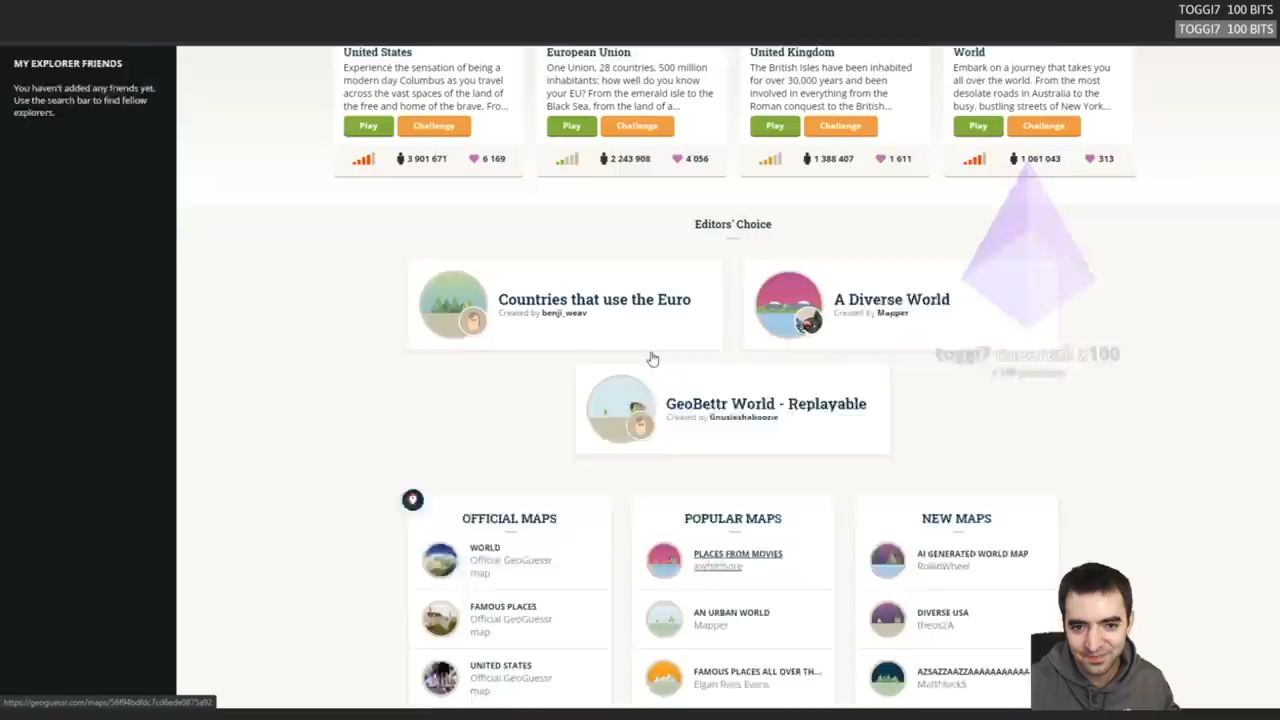 TOGGI7 100 BITS
TOGGI7 100 BITS
MY EXPLORER FRIENDS
You haven't added any friends yet.
Use the search bar to find fellow
explorers.
United States
Experience the sensation of being a
modern day Columbus as you travel
across the vast spaces of the land of
the free and home of the brave. Fro...
Play
Challenge
3 901 671
6 169
European Union
One Union, 28 countries, 500 million
inhabitants: how well do you know
your EU? From the emerald isle to the
Black Sea, from the land of a...
Play
Challenge
2 243 908
4 056
United Kingdom
The British Isles have been inhabited
for over 30,000 years and been
involved in everything from the
Roman conquest to the British...
Play
Challenge
1 388 407
1 611
World
Embark on a journey that takes you
all over the world. From the most
desolate roads in Australia to the
busy, bustling streets of New York...
Play
Challenge
1 061 043
313
Editors' Choice
Countries that use the Euro
Created by benji_weav
A Diverse World
Created by Mapper
toggi7 x100
GeoBettr World - Replayable
Created by
OFFICIAL MAPS
WORLD
Official GeoGuessr
map
FAMOUS PLACES
Official GeoGuessr
map
UNITED STATES
Official GeoGuessr
map
POPULAR MAPS
PLACES FROM MOVIES
awhitmore
AN URBAN WORLD
Mapper
FAMOUS PLACES ALL OVER TH...
Elgan Rees Evans
NEW MAPS
AI GENERATED WORLD MAP
DIVERSE USA
theosZA